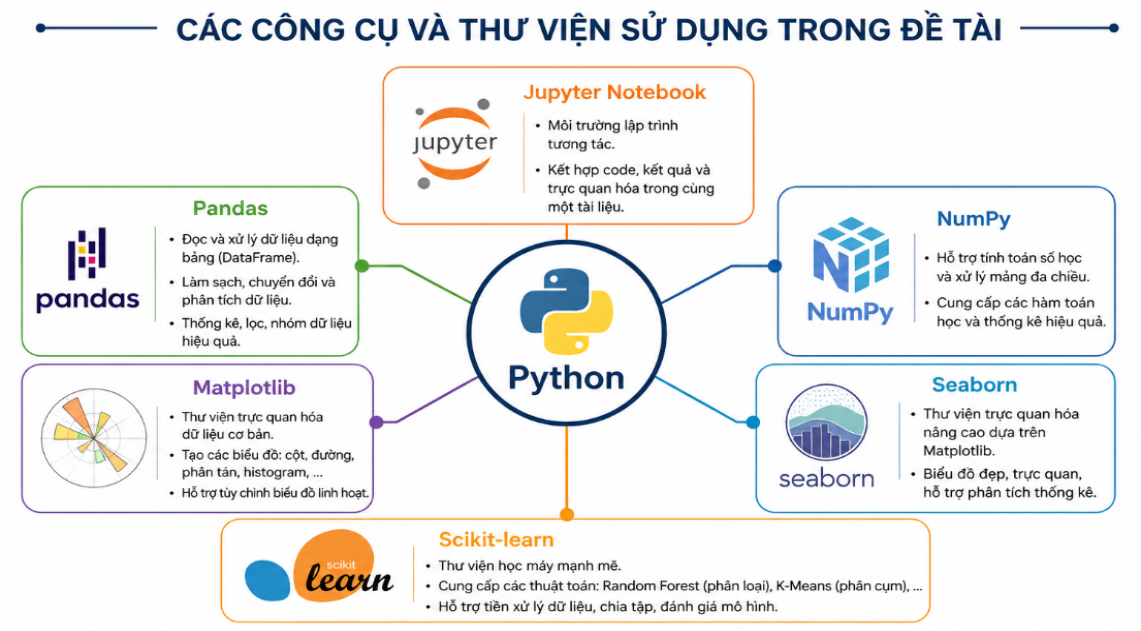 CÁC CÔNG CỤ VÀ THƯ VIỆN SỬ DỤNG TRONG ĐỀ TÀI
jupyter
Jupyter Notebook
• Môi trường lập trình
tương tác.
• Kết hợp code, kết quả và
trực quan hóa trong cùng
một tài liệu.
pandas
Pandas
• Đọc và xử lý dữ liệu dạng
bảng (DataFrame).
• Làm sạch, chuyển đổi và
phân tích dữ liệu.
• Thống kê, lọc, nhóm dữ liệu
hiệu quả.
NumPy
NumPy
• Hỗ trợ tính toán số học
và xử lý mảng đa chiều.
• Cung cấp các hàm toán
học và thống kê hiệu quả.
Python
Matplotlib
• Thư viện trực quan hóa
dữ liệu cơ bản.
• Tạo các biểu đồ: cột, đường,
phân tán, histogram, ...
• Hỗ trợ tùy chỉnh biểu đồ linh hoạt.
seaborn
Seaborn
• Thư viện trực quan hóa
nâng cao dựa trên
Matplotlib.
• Biểu đồ đẹp, trực quan,
hỗ trợ phân tích thống kê.
scikit
learn
Scikit-learn
• Thư viện học máy mạnh mẽ.
• Cung cấp các thuật toán: Random Forest (phân loại), K-Means (phân cụm), ...
• Hỗ trợ tiền xử lý dữ liệu, chia tập, đánh giá mô hình.